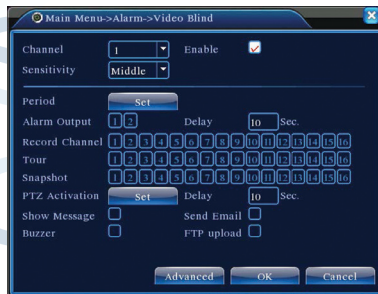 Main Menu->Alarm->Video Blind
Channel 1 Enable
Sensitivity Middle
Period Set
Alarm Output 1 2 Delay 10 Sec.
Record Channel 1 2 3 4 5 6 7 8 9 10 11 12 13 14 15 16
Tour 1 2 3 4 5 6 7 8 9 10 11 12 13 14 15 16
Snapshot 1 2 3 4 5 6 7 8 9 10 11 12 13 14 15 16
PTZ Activation Set Delay 10 Sec.
Show Message Send Email
Buzzer FTP upload
Advanced OK Cancel